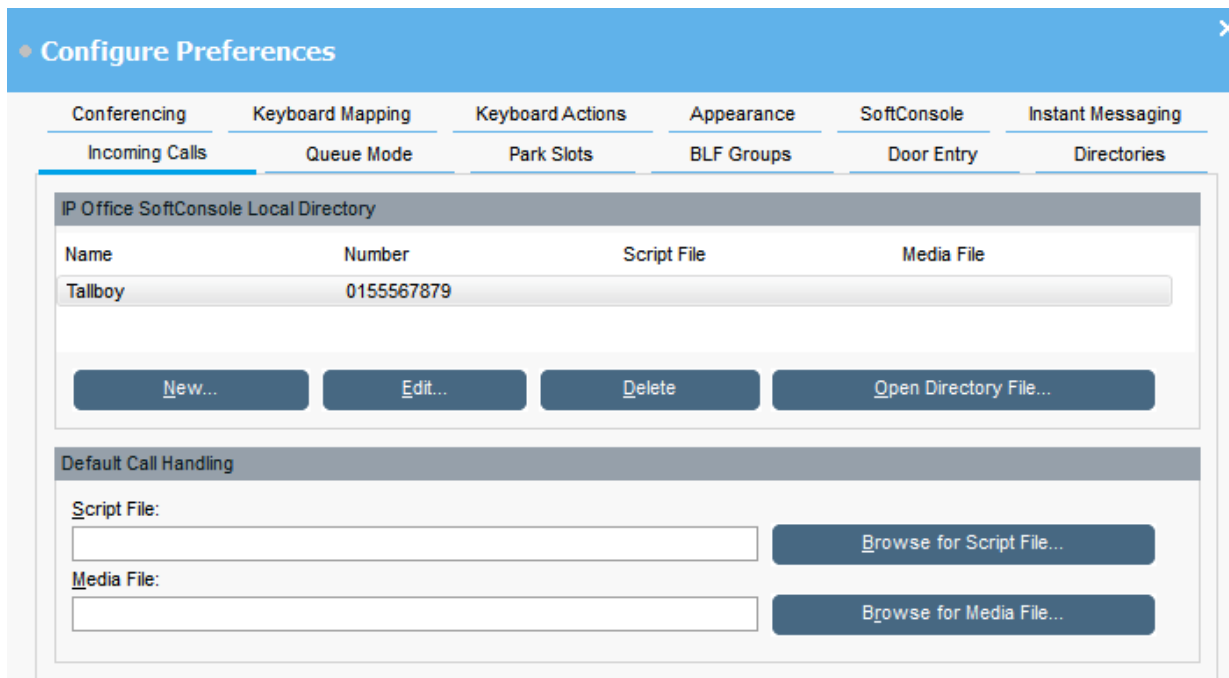 Configure Preferences
Conferencing Keyboard Mapping Keyboard Actions Appearance SoftConsole Instant Messaging
Incoming Calls Queue Mode Park Slots BLF Groups Door Entry Directories
IP Office SoftConsole Local Directory
Name Number Script File Media File
Tallboy 0155567879
New... Edit... Delete Open Directory File...
Default Call Handling
Script File:
Browse for Script File...
Media File:
Browse for Media File...